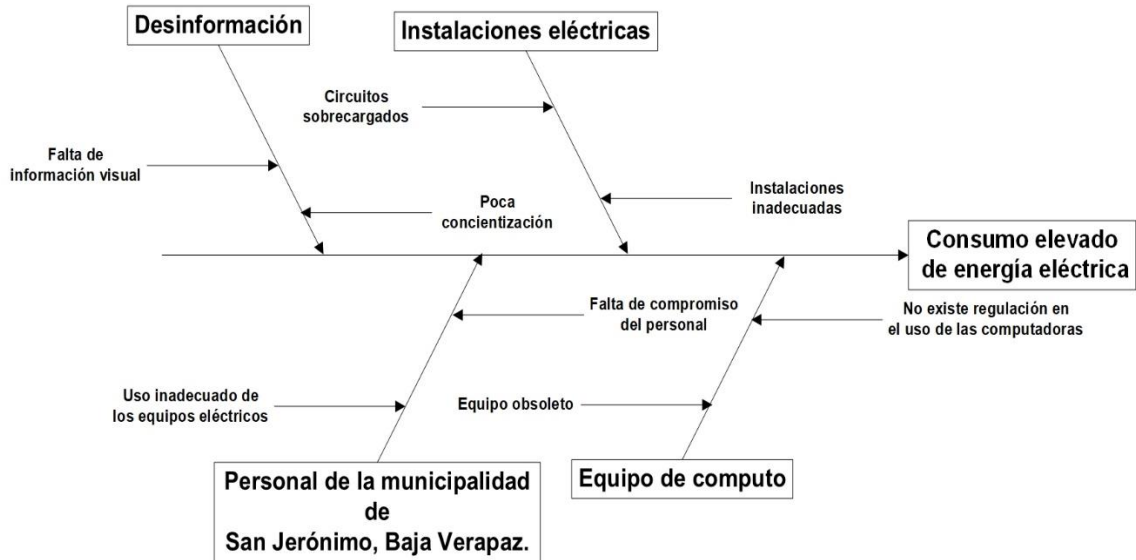 Desinformación
Instalaciones eléctricas
Circuitos
sobrecargados
Falta de
información visual
Poca
concientización
Instalaciones
inadecuadas
Consumo elevado
de energía eléctrica
Falta de compromiso
del personal
No existe regulación en
el uso de las computadoras
Uso inadecuado de
los equipos eléctricos
Equipo obsoleto
Personal de la municipalidad
de
San Jerónimo, Baja Verapaz.
Equipo de computo